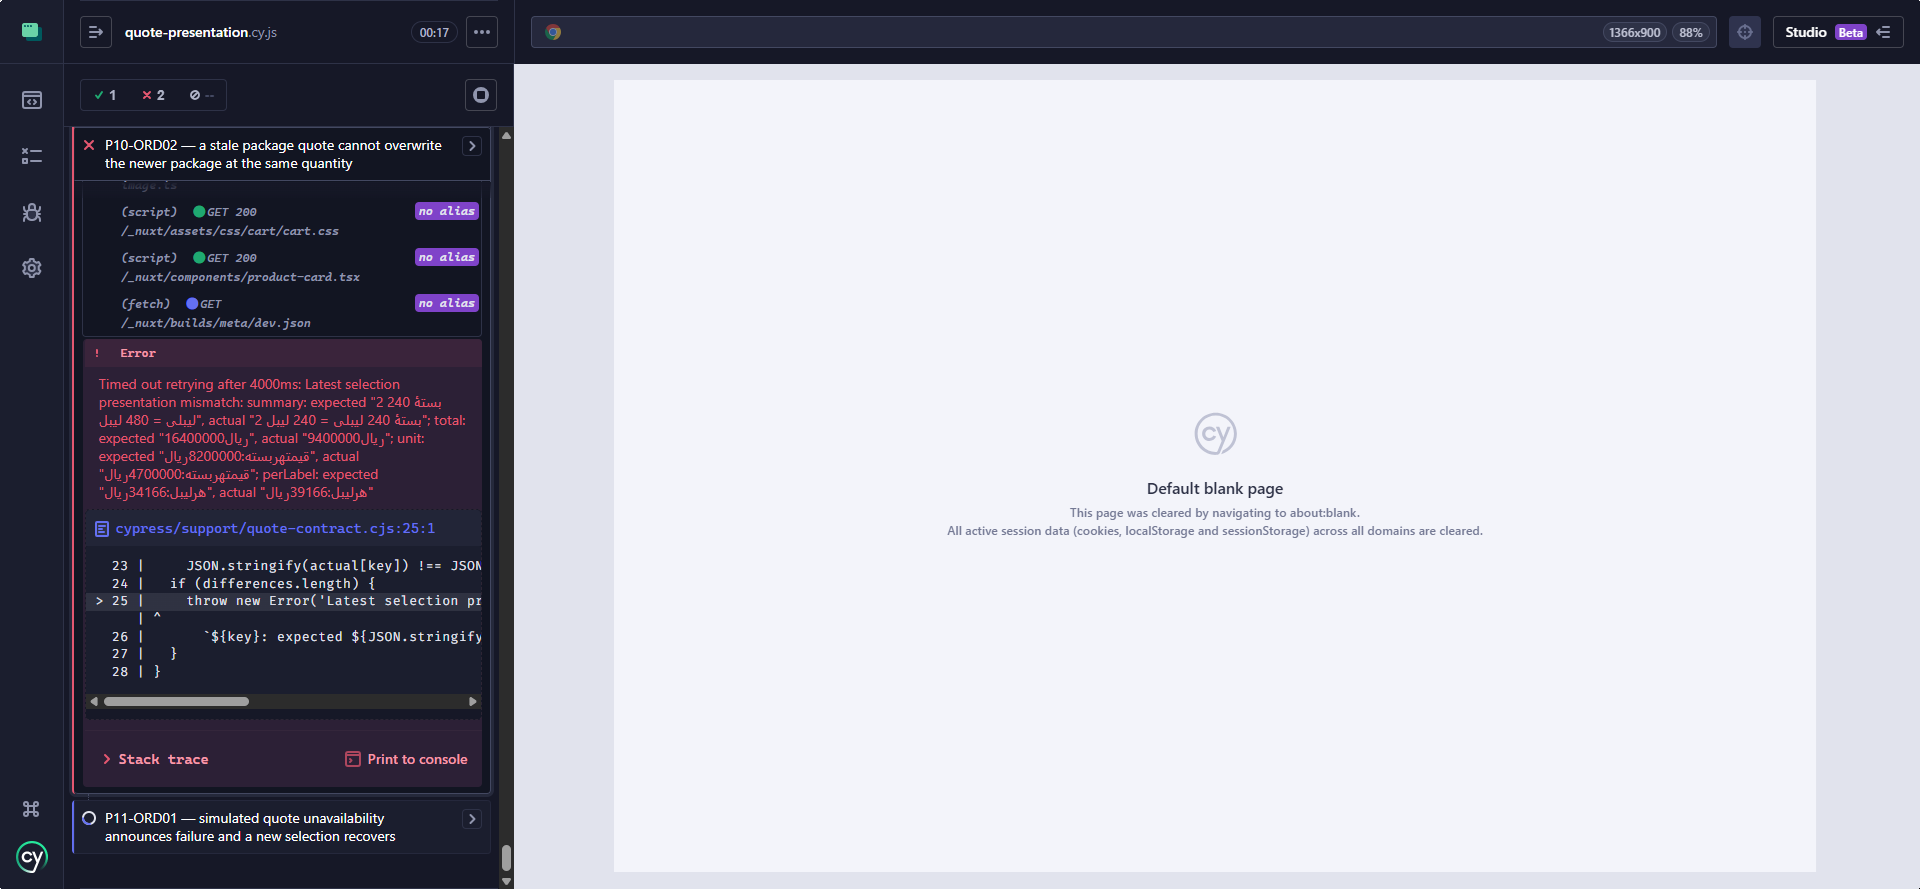 quote-presentation.cy.js
00:17
1366x900
88%
Studio Beta
1
2
--
P10-ORD02 — a stale package quote cannot overwrite
the newer package at the same quantity
image.ts
(script) GET 200 no alias
/_nuxt/assets/css/cart/cart.css
(script) GET 200 no alias
/_nuxt/components/product-card.tsx
(fetch) GET no alias
/_nuxt/builds/meta/dev.json
! Error
Timed out retrying after 4000ms: Latest selection
presentation mismatch: summary: expected "2 بستهٔ 240
لیبلی = 480 لیبل", actual "2 بستهٔ 240 لیبلی = 240 لیبل"; total:
expected "16400000ریال", actual "9400000ریال"; unit:
expected "قیمتهربسته:8200000ریال", actual
"قیمتهربسته:4700000ریال"; perLabel: expected
"هرلیبل:34166ریال", actual "هرلیبل:39166ریال"
cypress/support/quote-contract.cjs:25:1
23 | JSON.stringify(actual[key]) !== JSON
24 | if (differences.length) {
> 25 | throw new Error('Latest selection pr
| ^
26 | `${key}: expected ${JSON.stringify
27 | }
28 | }
Stack trace
Print to console
P11-ORD01 — simulated quote unavailability
announces failure and a new selection recovers
cy
cy
Default blank page
This page was cleared by navigating to about:blank.
All active session data (cookies, localStorage and sessionStorage) across all domains are cleared.